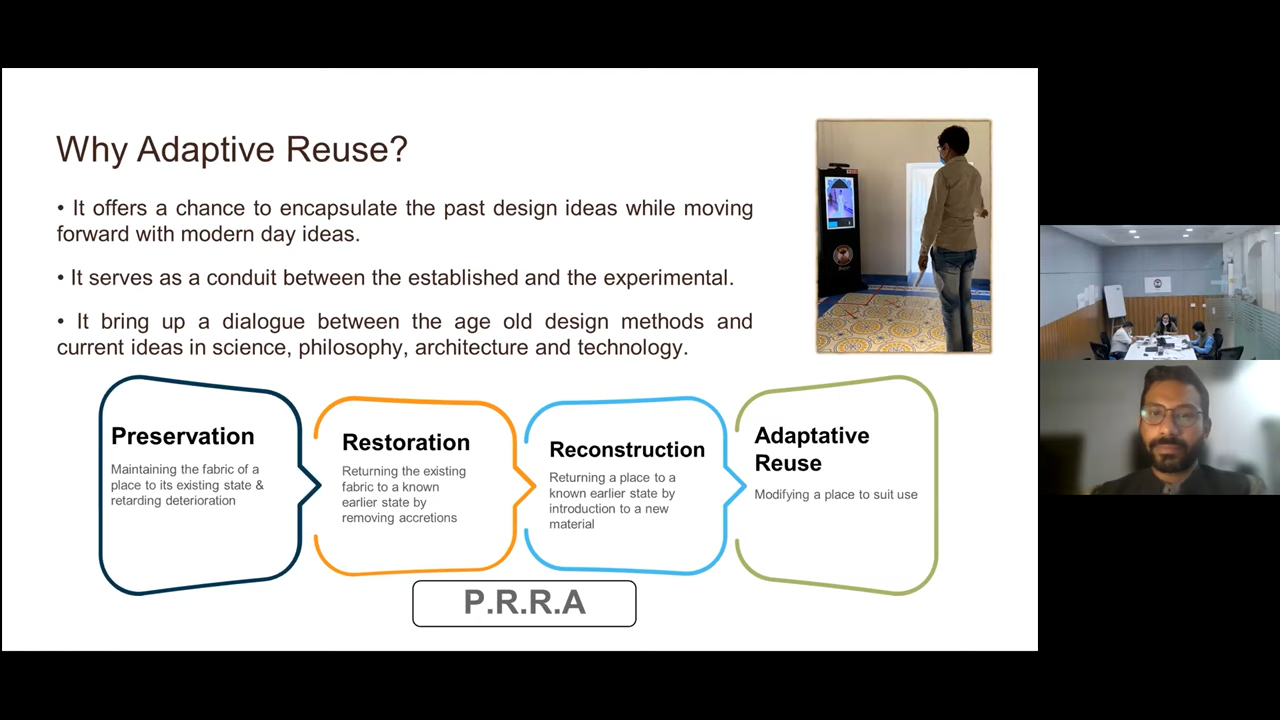 Why Adaptive Reuse?
• It offers a chance to encapsulate the past design ideas while moving
forward with modern day ideas.
• It serves as a conduit between the established and the experimental.
• It bring up a dialogue between the age old design methods and
current ideas in science, philosophy, architecture and technology.
Preservation
Maintaining the fabric of a
place to its existing state &
retarding deterioration
Restoration
Returning the existing
fabric to a known
earlier state by
removing accretions
Reconstruction
Returning a place to a
known earlier state by
introduction to a new
material
Adaptative
Reuse
Modifying a place to suit use
P.R.R.A